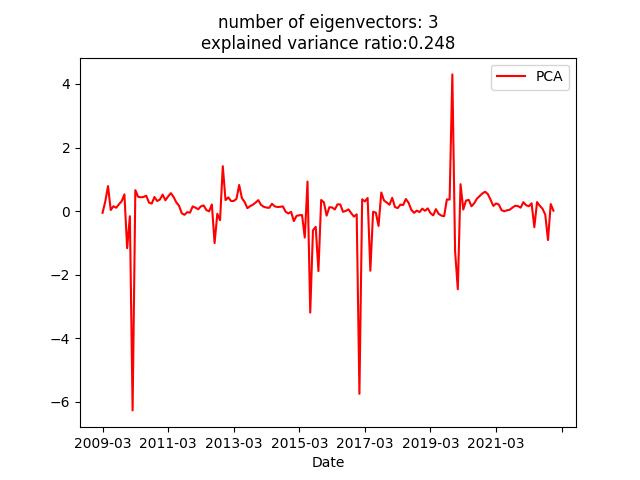 number of eigenvectors: 3
explained variance ratio:0.248
PCA
4
2
0
−2
−4
−6
2009-03 2011-03 2013-03 2015-03 2017-03 2019-03 2021-03
Date